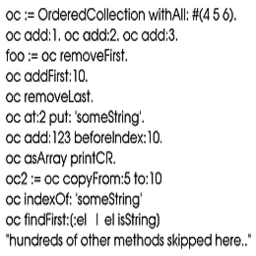 oc := OrderedCollection withAll: #(4 5 6).
oc add:1. oc add:2. oc add:3.
foo := oc removeFirst.
oc addFirst:10.
oc removeLast.
oc at:2 put: 'someString'.
oc add:123 beforeIndex:10.
oc asArray printCR.
oc2 := oc copyFrom:5 to:10
oc indexOf: 'someString'
oc findFirst:(:el | el isString)
"hundreds of other methods skipped here.."